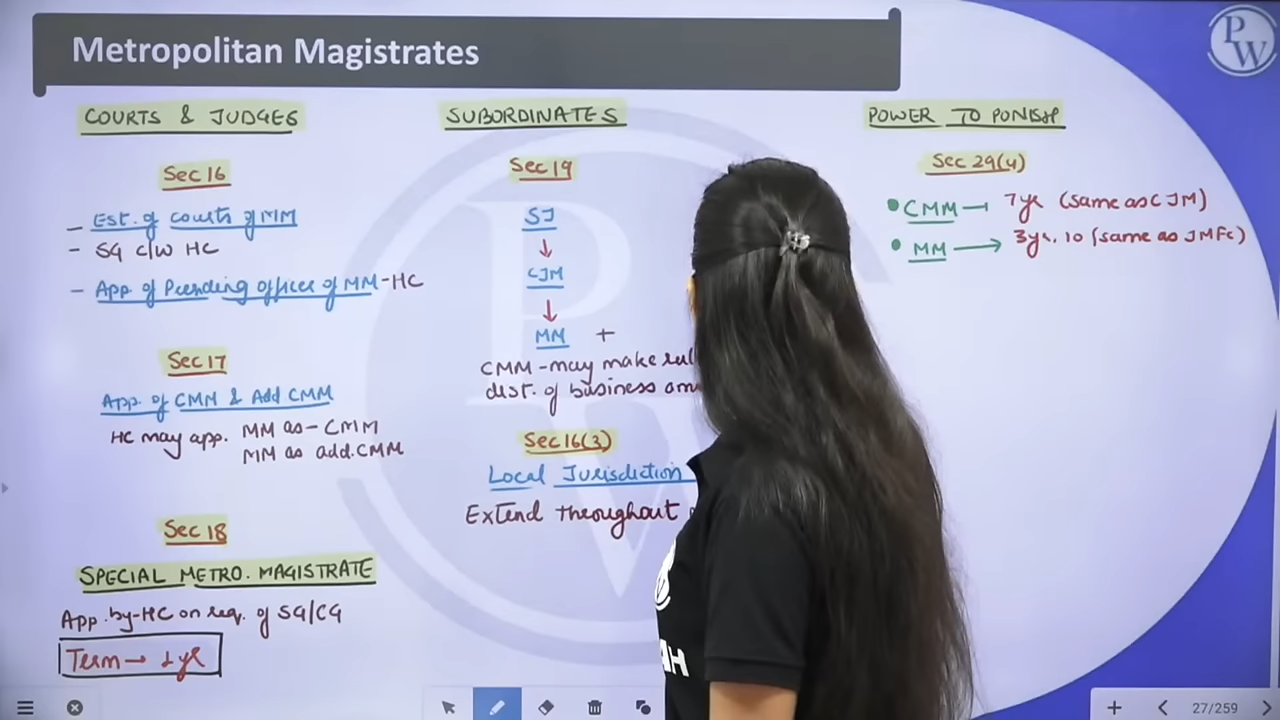 Metropolitan Magistrates
PW
COURTS & JUDGES
Sec 16
- Est. of courts of MM
- SG c/w HC
- App. of Presiding officer of MM - HC
Sec 17
App. of CMM & Add CMM
HC may app. MM as - CMM
MM as add. CMM
Sec 18
SPECIAL METRO. MAGISTRATE
App. by - HC on req. of SG/CG
Term → 1 yr
SUBORDINATES
Sec 19
SJ
↓
CJM
↓
MM +
CMM - may make
dist. of business
Sec 16(3)
Local Jurisdiction
Extend throughout
POWER TO PUNISH
Sec 29(4)
• CMM → 7yr (same as CJM)
• MM → 3yr. 10 (same as JMFC)
H
27/259